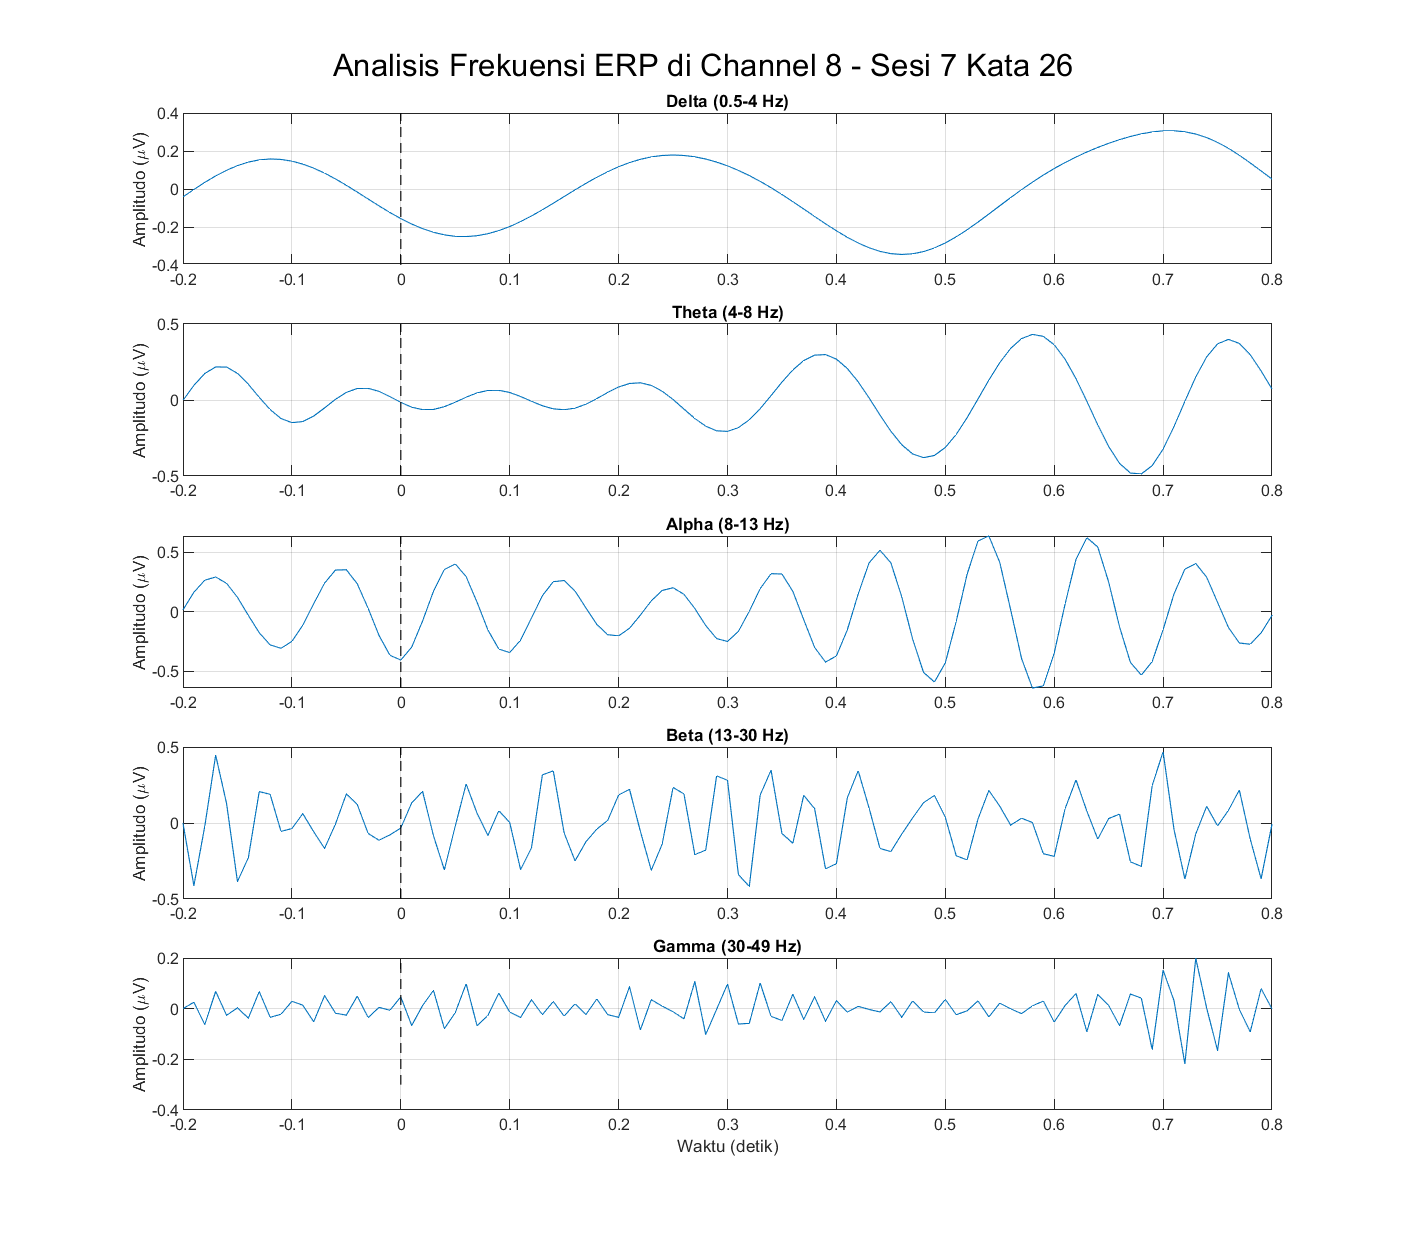 Analisis Frekuensi ERP di Channel 8 - Sesi 7 Kata 26
Delta (0.5-4 Hz)
Amplitudo (μV)
0.4
0.2
0
-0.2
-0.4
-0.2 -0.1 0 0.1 0.2 0.3 0.4 0.5 0.6 0.7 0.8
Theta (4-8 Hz)
Amplitudo (μV)
0.5
0
-0.5
-0.2 -0.1 0 0.1 0.2 0.3 0.4 0.5 0.6 0.7 0.8
Alpha (8-13 Hz)
Amplitudo (μV)
0.5
0
-0.5
-0.2 -0.1 0 0.1 0.2 0.3 0.4 0.5 0.6 0.7 0.8
Beta (13-30 Hz)
Amplitudo (μV)
0.5
0
-0.5
-0.2 -0.1 0 0.1 0.2 0.3 0.4 0.5 0.6 0.7 0.8
Gamma (30-49 Hz)
Amplitudo (μV)
0.2
0
-0.2
-0.4
-0.2 -0.1 0 0.1 0.2 0.3 0.4 0.5 0.6 0.7 0.8
Waktu (detik)